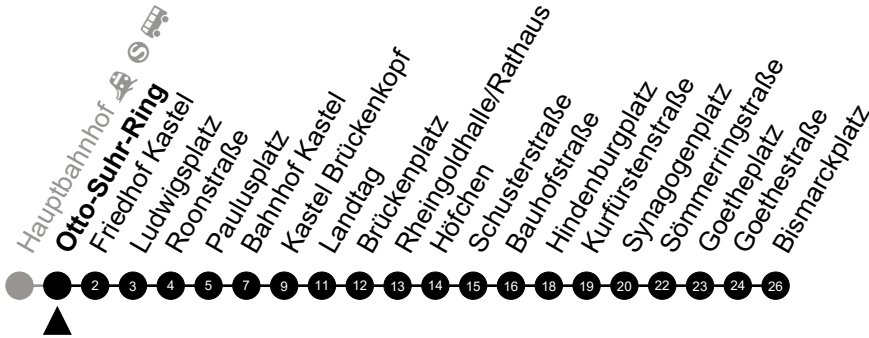 Hauptbahnhof
Otto-Suhr-Ring
Friedhof Kastel
Ludwigsplatz
Roonstraße
Paulusplatz
Bahnhof Kastel
Kastel Brückenkopf
Landtag
Brückenplatz
Rheingoldhalle/Rathaus
Höfchen
Schusterstraße
Bauhofstraße
Hindenburgplatz
Kurfürstenstraße
Synagogenplatz
Sömmerringstraße
Goetheplatz
Goethestraße
Bismarckplatz
2 3 4 5 7 9 11 12 13 14 15 16 18 19 20 22 23 24 26